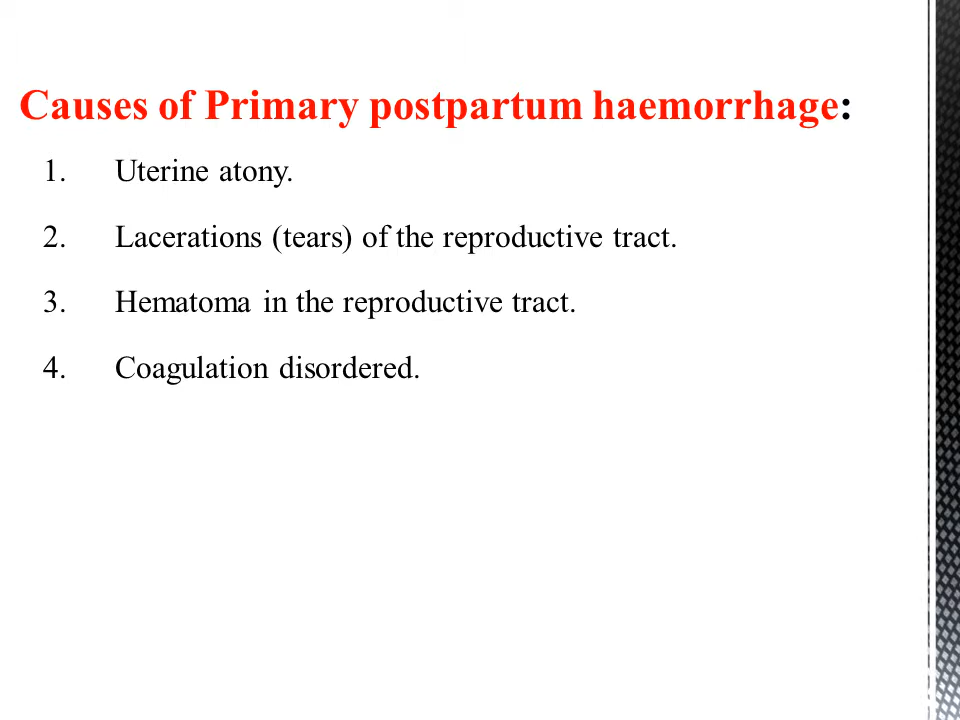 Causes of Primary postpartum haemorrhage:
1. Uterine atony.
2. Lacerations (tears) of the reproductive tract.
3. Hematoma in the reproductive tract.
4. Coagulation disordered.